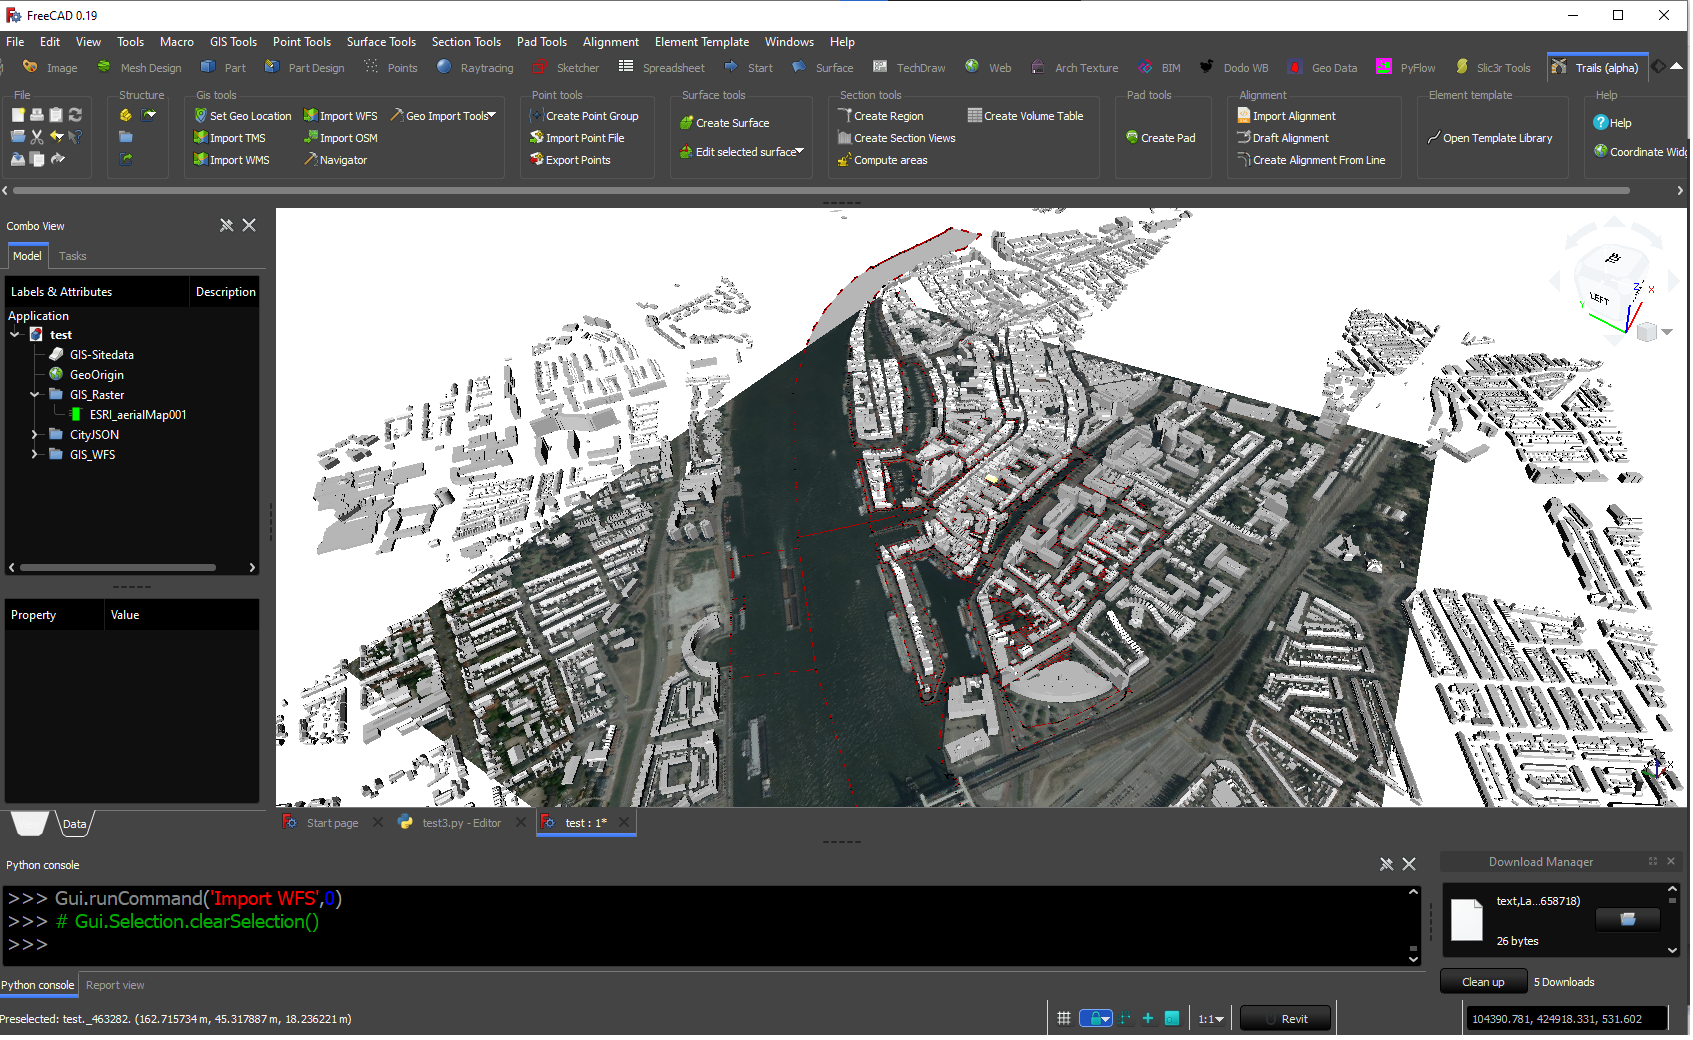 FreeCAD 0.19
File Edit View Tools Macro GIS Tools Point Tools Surface Tools Section Tools Pad Tools Alignment Element Template Windows Help
Image Mesh Design Part Part Design Points Raytracing Sketcher Spreadsheet Start Surface TechDraw Web Arch Texture BIM Dodo WB Geo Data PyFlow Slic3r Tools Trails (alpha)
File Structure Gis tools Point tools Surface tools Section tools Pad tools Alignment Element template Help
Set Geo Location Import WFS Geo Import Tools Create Point Group Create Region Create Volume Table Import Alignment
Create Surface Help
Import TMS Import OSM Import Point File Create Section Views Create Pad Draft Alignment Open Template Library
Edit selected surface Coordinate Widg
Import WMS Navigator Export Points Compute areas Create Alignment From Line
Combo View
Model Tasks
Labels & Attributes Description
Application
test
GIS-Sitedata
GeoOrigin
GIS_Raster
ESRI_aerialMap001
CityJSON
GIS_WFS
Property Value
Data
LEFT
Z X
Y
X
Start page test3.py - Editor test : 1*
Python console
>>> Gui.runCommand('Import WFS',0)
>>> # Gui.Selection.clearSelection()
>>>
Python console Report view
Download Manager
text,La...658718)
26 bytes
Clean up 5 Downloads
Preselected: test._463282. (162.715734 m, 45.317887 m, 18.236221 m)
1:1 Revit 104390.781, 424918.331, 531.602